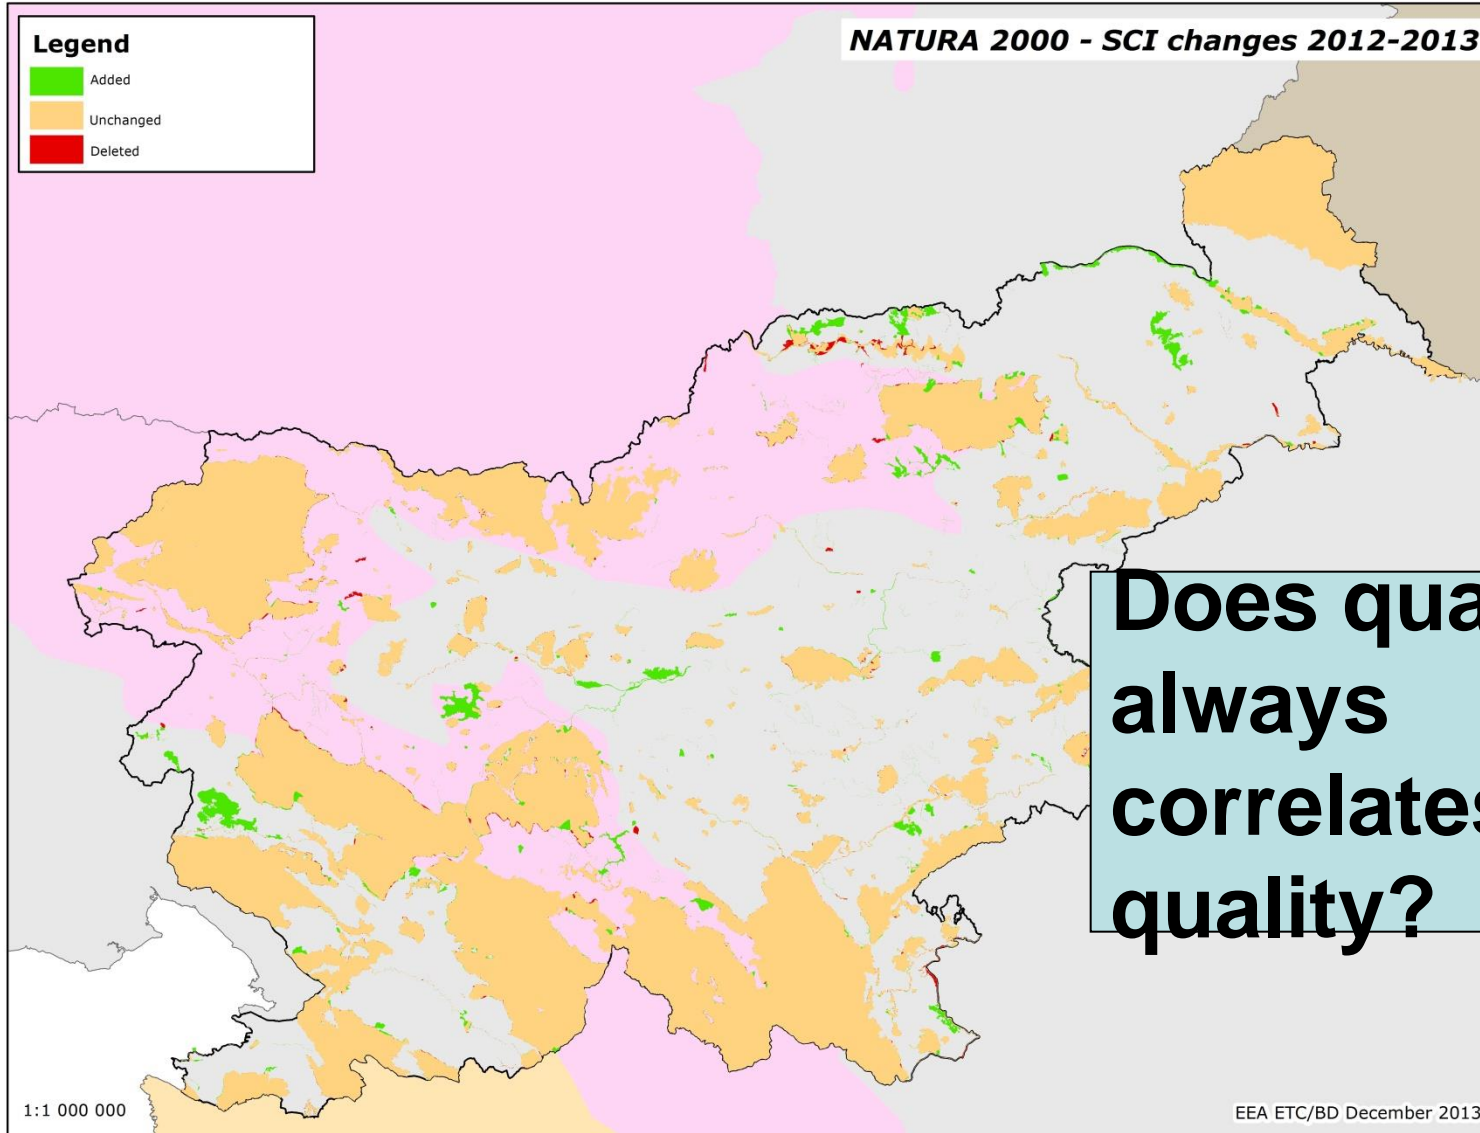 Legend
NATURA 2000 - SCI changes 2012-2013
Added
Unchanged
Deleted
Does qua
always
correlates
quality?
1:1 000 000
EEA ETC/BD December 2013